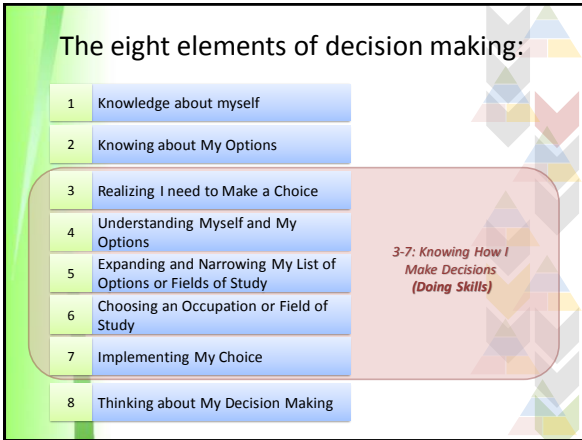 The eight elements of decision making:
1 Knowledge about myself
2 Knowing about My Options
3 Realizing I need to Make a Choice
4 Understanding Myself and My
Options
5 Expanding and Narrowing My List of
Options or Fields of Study
6 Choosing an Occupation or Field of
Study
7 Implementing My Choice
3-7: Knowing How I
Make Decisions
(Doing Skills)
8 Thinking about My Decision Making